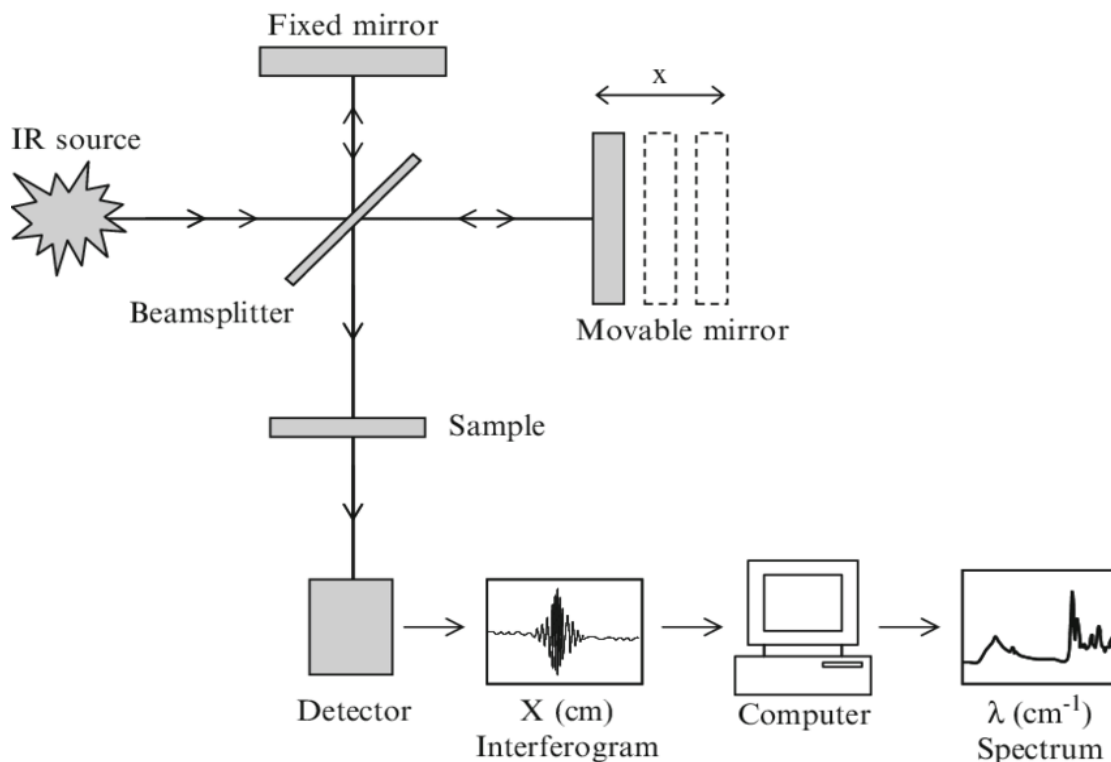 Fixed mirror
x
IR source
Beamsplitter
Movable mirror
Sample
Detector
X (cm)
Interferogram
Computer
λ (cm⁻¹)
Spectrum